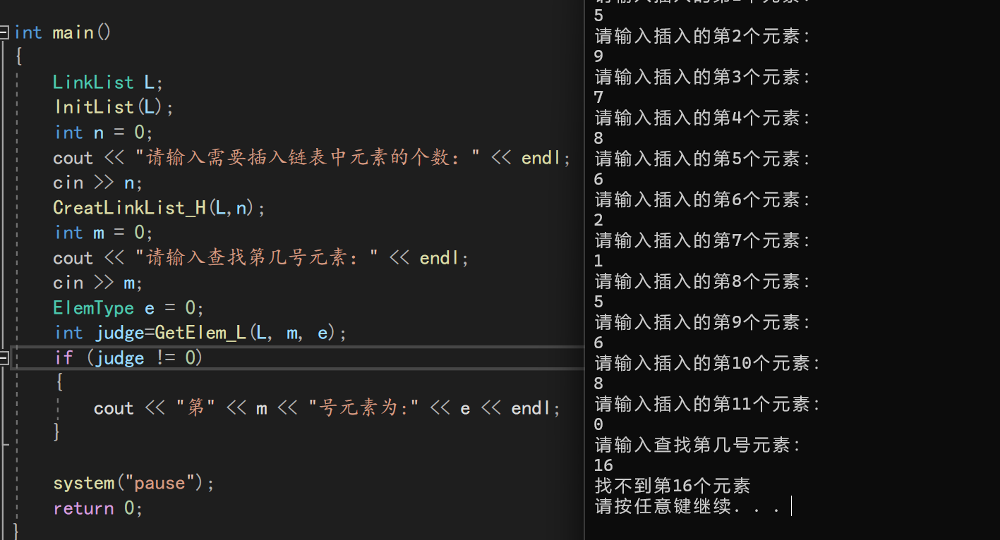 int main()
{
LinkList L;
InitList(L);
int n = 0;
cout << "请输入需要插入链表中元素的个数：" << endl;
cin >> n;
CreatLinkList_H(L,n);
int m = 0;
cout << "请输入查找第几号元素：" << endl;
cin >> m;
ElemType e = 0;
int judge=GetElem_L(L, m, e);
if (judge != 0)
{
cout << "第" << m << "号元素为:" << e << endl;
}
system("pause");
return 0;
}
5
请输入插入的第2个元素：
9
请输入插入的第3个元素：
7
请输入插入的第4个元素：
8
请输入插入的第5个元素：
6
请输入插入的第6个元素：
2
请输入插入的第7个元素：
1
请输入插入的第8个元素：
5
请输入插入的第9个元素：
6
请输入插入的第10个元素：
8
请输入插入的第11个元素：
0
请输入查找第几号元素：
16
找不到第16个元素
请按任意键继续. . .